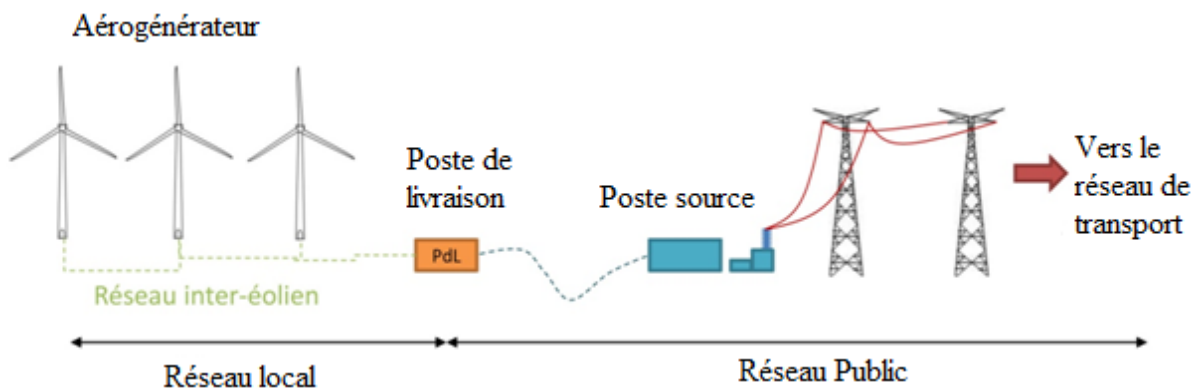 Aérogénérateur
Poste de
livraison
Poste source
Vers le
réseau de
transport
PdL
Réseau inter-éolien
Réseau local
Réseau Public